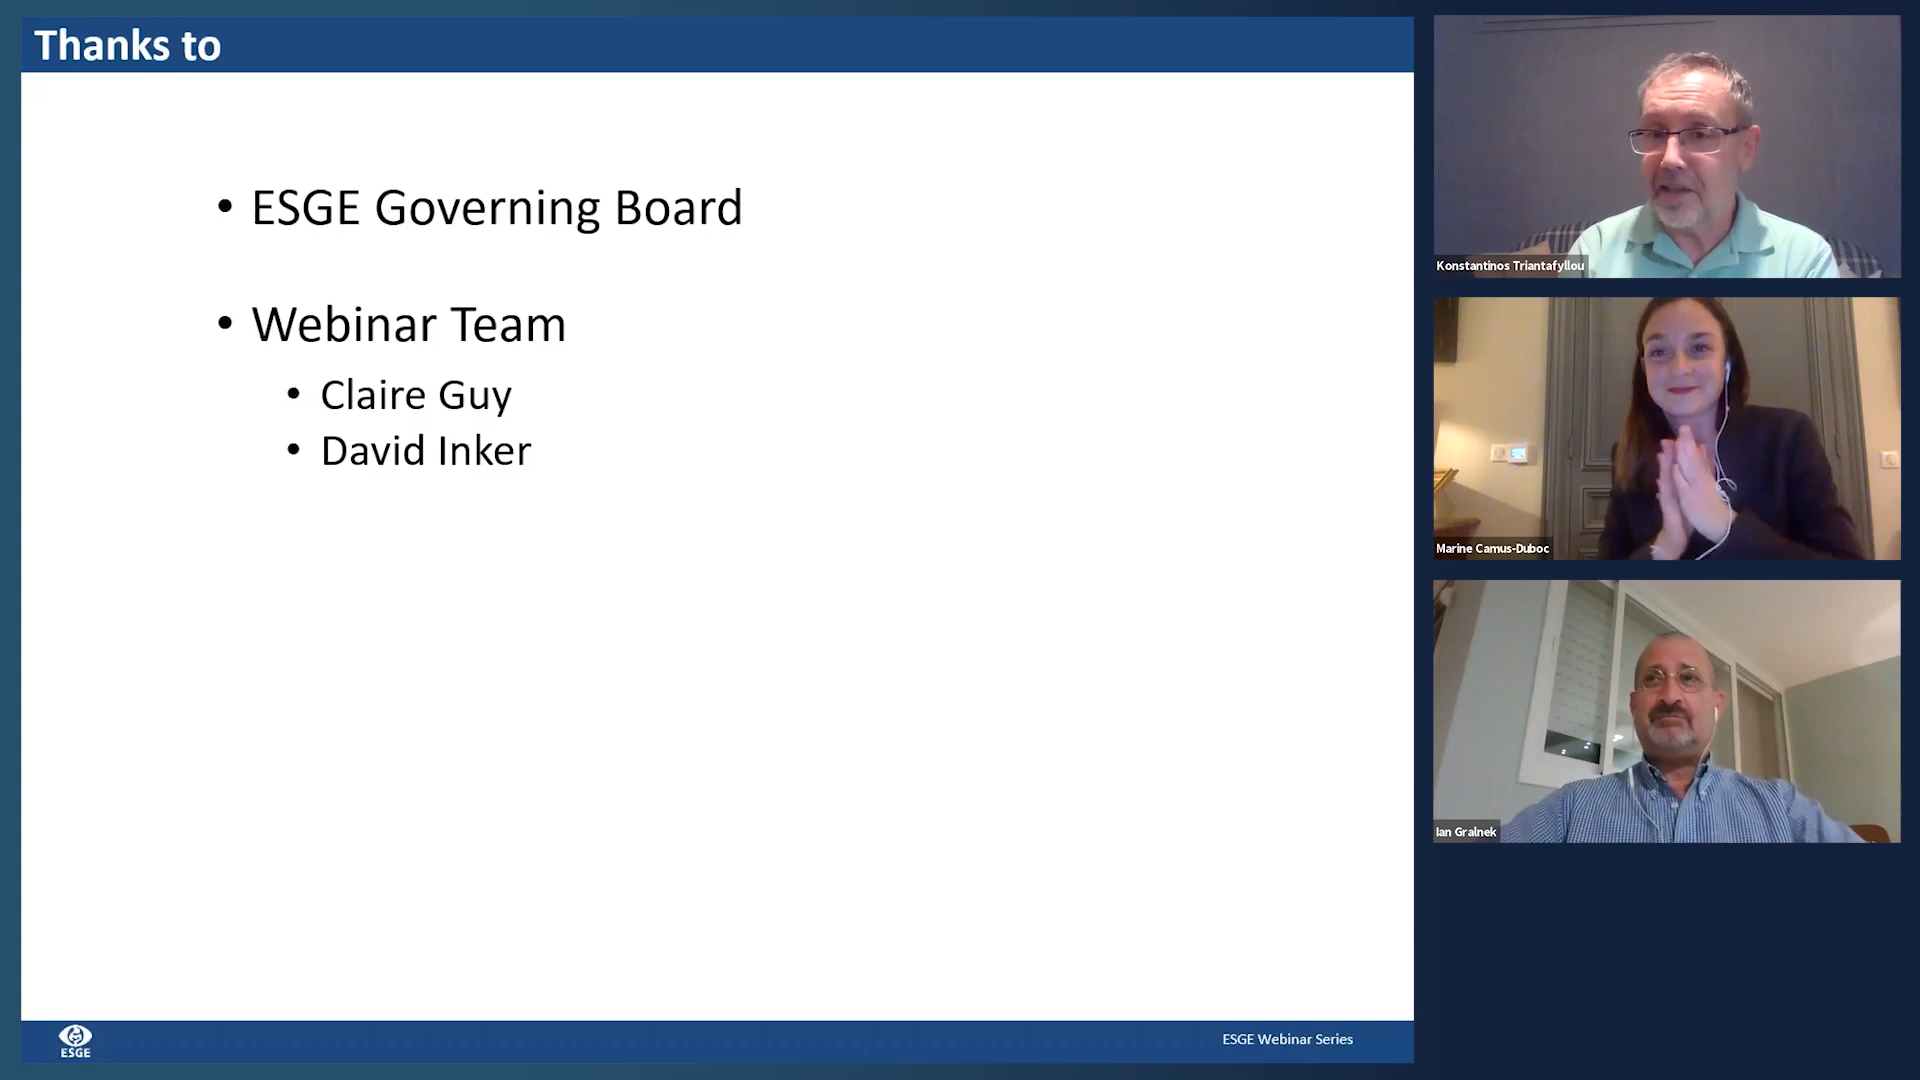 Thanks to
• ESGE Governing Board
• Webinar Team
• Claire Guy
• David Inker
ESGE
ESGE Webinar Series
Konstantinos Triantafyllou
Marine Camus-Duboc
Ian Gralnek